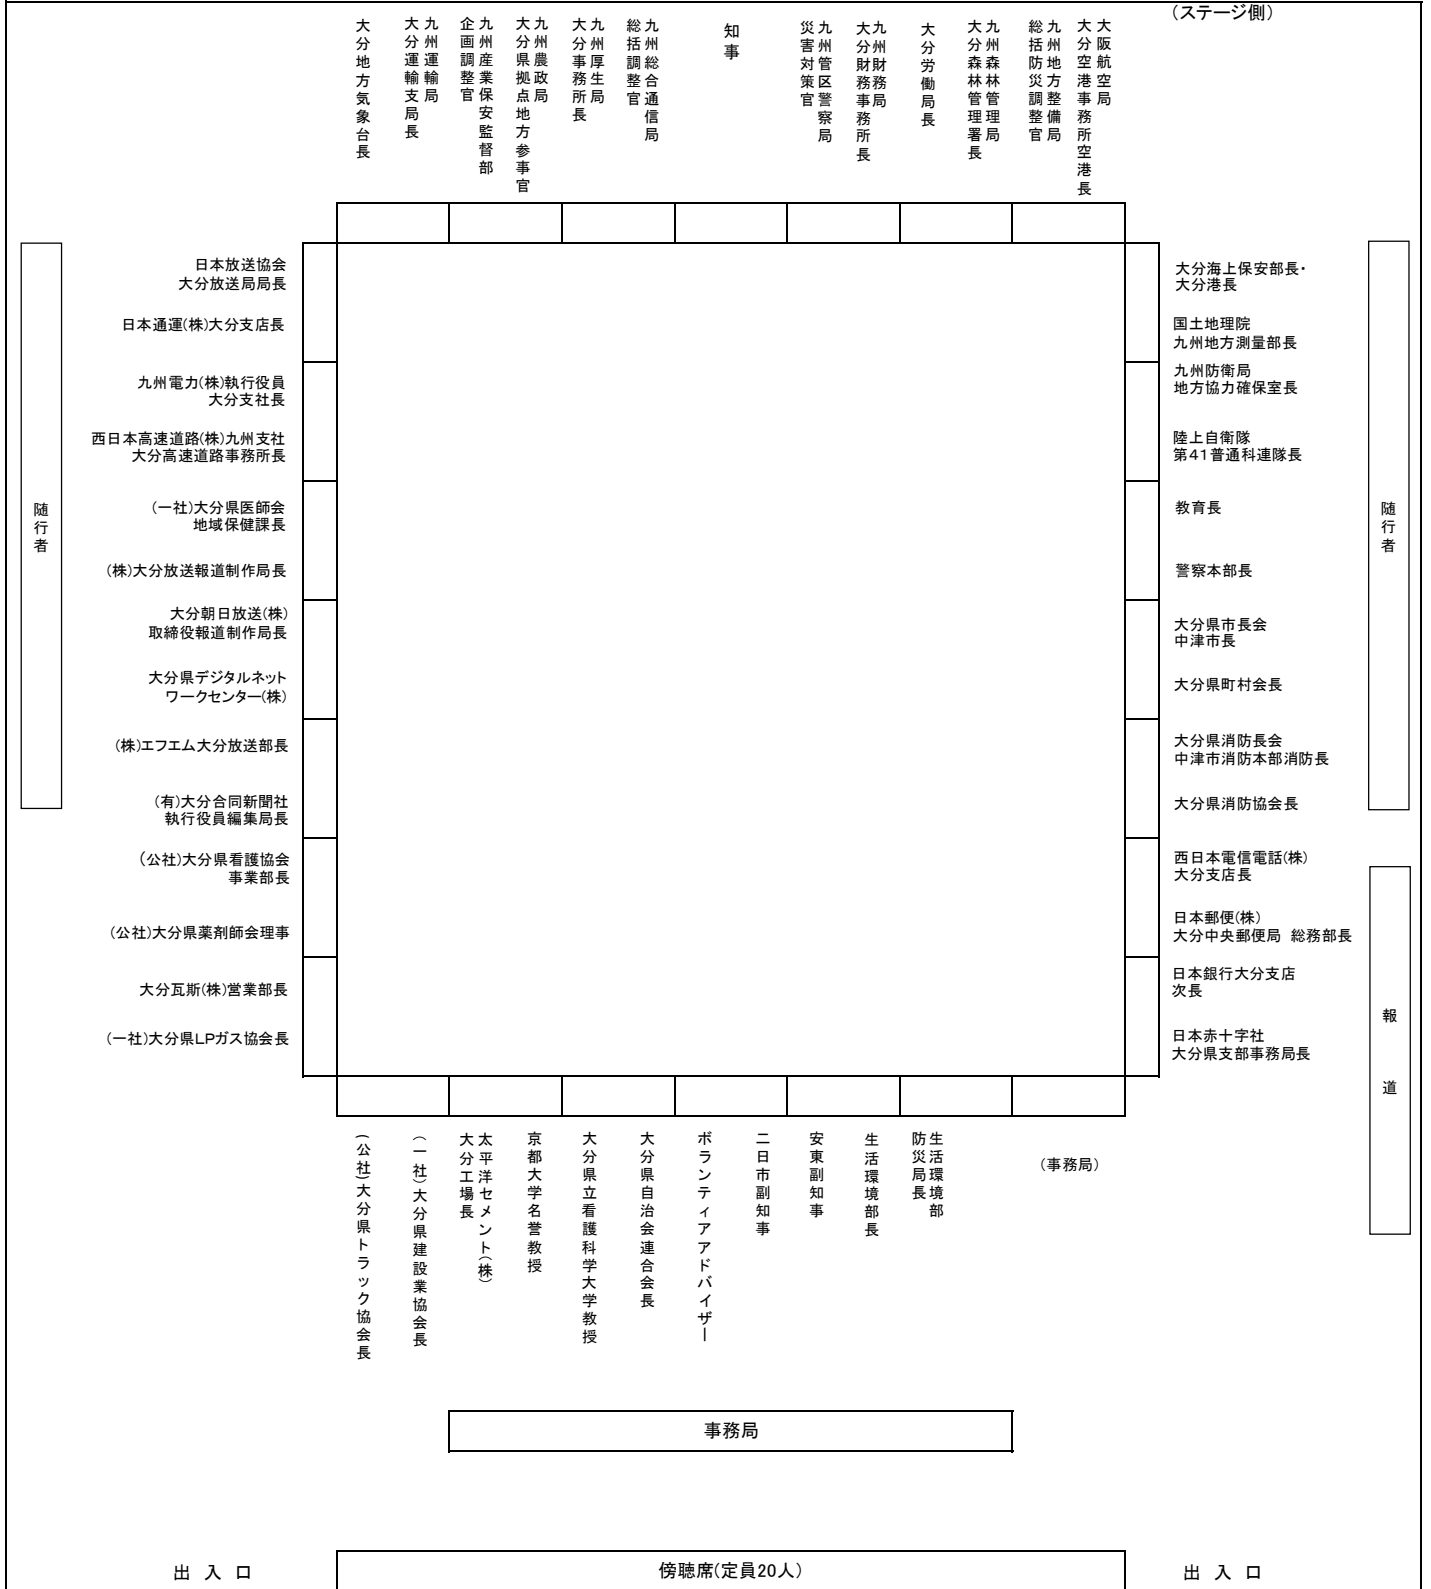 (ステージ側)
大分地方気象台長
九州運輸局
大分運輸支局長
九州産業保安監督部
企画調整官
九州農政局
大分県拠点地方参事官
九州厚生局
大分事務所長
九州総合通信局
総括調整官
知事
九州管区警察局
災害対策官
九州財務局
大分財務事務所長
大分労働局長
九州森林管理局
大分森林管理署長
九州地方整備局
総括防災調整官
大阪航空局
大分空港事務所空港長
随行者
日本放送協会
大分放送局局長
日本通運(株)大分支店長
九州電力(株)執行役員
大分支社長
西日本高速道路(株)九州支社
大分高速道路事務所長
(一社)大分県医師会
地域保健課長
(株)大分放送報道制作局長
大分朝日放送(株)
取締役報道制作局長
大分県デジタルネット
ワークセンター(株)
(株)エフエム大分放送部長
(有)大分合同新聞社
執行役員編集局長
(公社)大分県看護協会
事業部長
(公社)大分県薬剤師会理事
大分瓦斯(株)営業部長
(一社)大分県LPガス協会長
大分海上保安部長・
大分港長
国土地理院
九州地方測量部長
九州防衛局
地方協力確保室長
陸上自衛隊
第41普通科連隊長
教育長
警察本部長
大分県市長会
中津市長
大分県町村会長
大分県消防長会
中津市消防本部消防長
大分県消防協会長
西日本電信電話(株)
大分支店長
日本郵便(株)
大分中央郵便局 総務部長
日本銀行大分支店
次長
日本赤十字社
大分県支部事務局長
随行者
報道
(公社)大分県トラック協会長
(一社)大分県建設業協会長
太平洋セメント(株)
大分工場長
京都大学名誉教授
大分県立看護科学大学教授
大分県自治会連合会長
ボランティアアドバイザー
二日市副知事
安東副知事
生活環境部長
生活環境部
防災局長
(事務局)
事務局
出入口
傍聴席(定員20人)
出入口